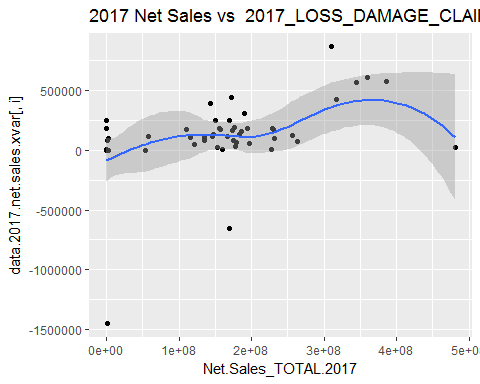 2017 Net Sales vs 2017_LOSS_DAMAGE_CLAI
data.2017.net.sales.xvar[, i]
500000
0
-500000
-1000000
-1500000
0e+00 1e+08 2e+08 3e+08 4e+08 5e+0
Net.Sales_TOTAL.2017